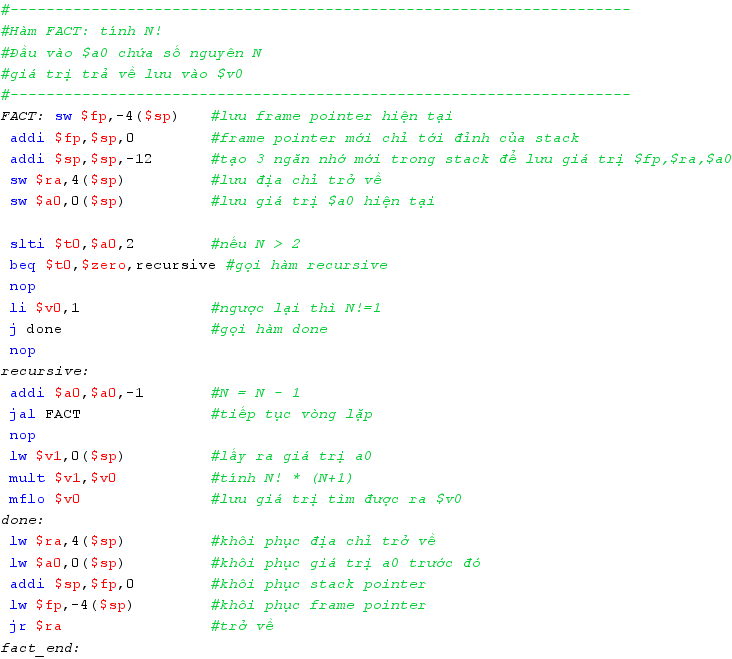 #---------------------------------------------------------------------
#Hàm FACT: tính N!
#Đầu vào $a0 chứa số nguyên N
#giá trị trả về lưu vào $v0
#---------------------------------------------------------------------
FACT: sw $fp,-4($sp) #lưu frame pointer hiện tại
addi $fp,$sp,0 #frame pointer mới chỉ tới đỉnh của stack
addi $sp,$sp,-12 #tạo 3 ngăn nhớ mới trong stack để lưu giá trị $fp,$ra,$a0
sw $ra,4($sp) #lưu địa chỉ trở về
sw $a0,0($sp) #lưu giá trị $a0 hiện tại
slti $t0,$a0,2 #nếu N > 2
beq $t0,$zero,recursive #gọi hàm recursive
nop
li $v0,1 #ngược lại thì N!=1
j done #gọi hàm done
nop
recursive:
addi $a0,$a0,-1 #N = N - 1
jal FACT #tiếp tục vòng lặp
nop
lw $v1,0($sp) #lấy ra giá trị a0
mult $v1,$v0 #tính N! * (N+1)
mflo $v0 #lưu giá trị tìm được ra $v0
done:
lw $ra,4($sp) #khôi phục địa chỉ trở về
lw $a0,0($sp) #khôi phục giá trị a0 trước đó
addi $sp,$fp,0 #khôi phục stack pointer
lw $fp,-4($sp) #khôi phục frame pointer
jr $ra #trở về
fact_end: